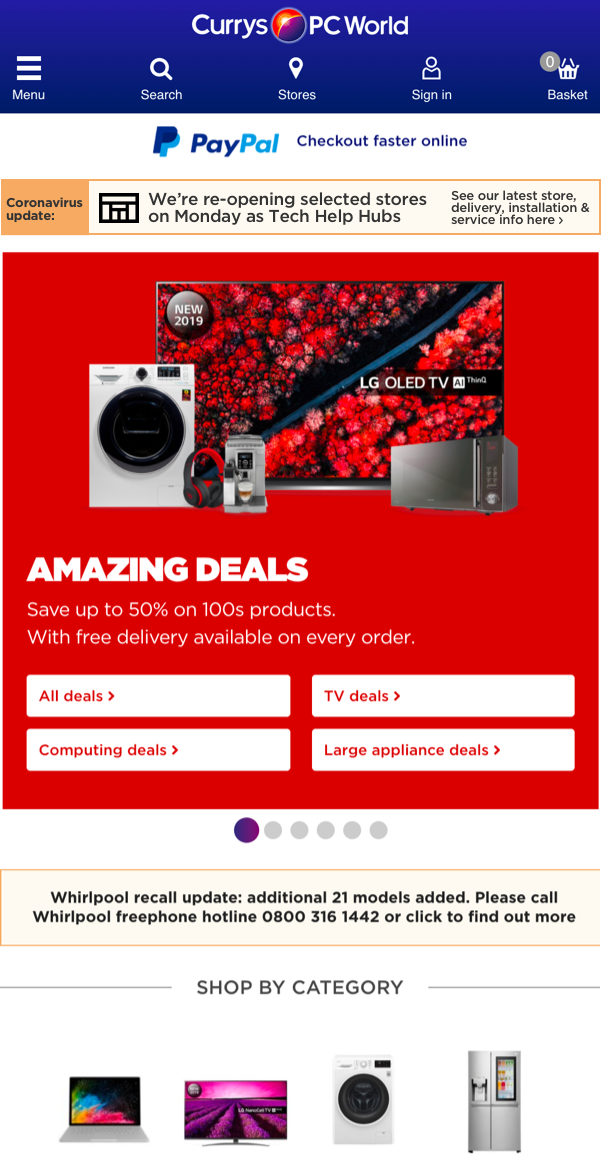 Currys PC World
Menu
Search
Stores
Sign in
0
Basket
PayPal Checkout faster online
Coronavirus
update:
We're re-opening selected stores
on Monday as Tech Help Hubs
See our latest store,
delivery, installation &
service info here ›
NEW
2019
LG OLED TV AI ThinQ
AMAZING DEALS
Save up to 50% on 100s products.
With free delivery available on every order.
All deals ›
TV deals ›
Computing deals ›
Large appliance deals ›
Whirlpool recall update: additional 21 models added. Please call
Whirlpool freephone hotline 0800 316 1442 or click to find out more
SHOP BY CATEGORY
LG NanoCell TV